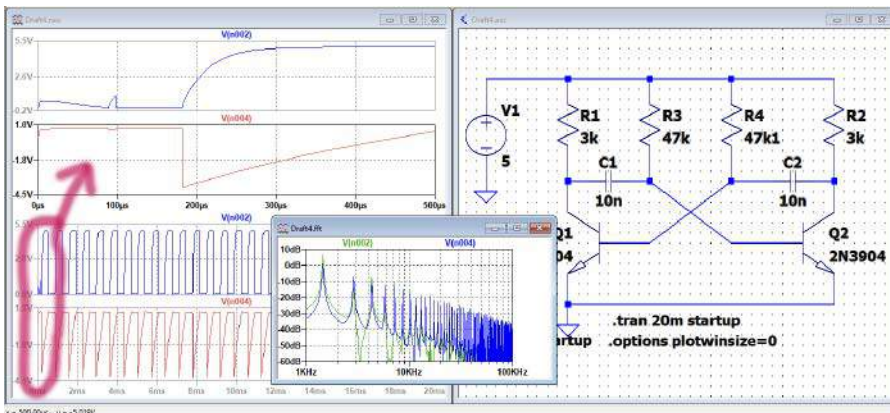 Draft4.raw
V(n002)
5.5V
2.6V
-0.2V
V(n004)
1.0V
-1.8V
-4.5V
0µs 100µs 200µs 300µs 400µs 500µs
V(n002)
V(n004)
2ms 4ms 6ms 8ms 10ms 12ms 14ms 16ms 18ms 20ms
Draft4.fft
V(n002) V(n004)
10dB
0dB
-10dB
-20dB
-30dB
-40dB
-50dB
-60dB
1KHz 10KHz 100KHz
Draft4.asc
V1
5
R1
3k
R3
47k
R4
47k1
R2
3k
C1
10n
C2
10n
Q1
Q2
2N3904
.tran 20m startup
.options plotwinsize=0